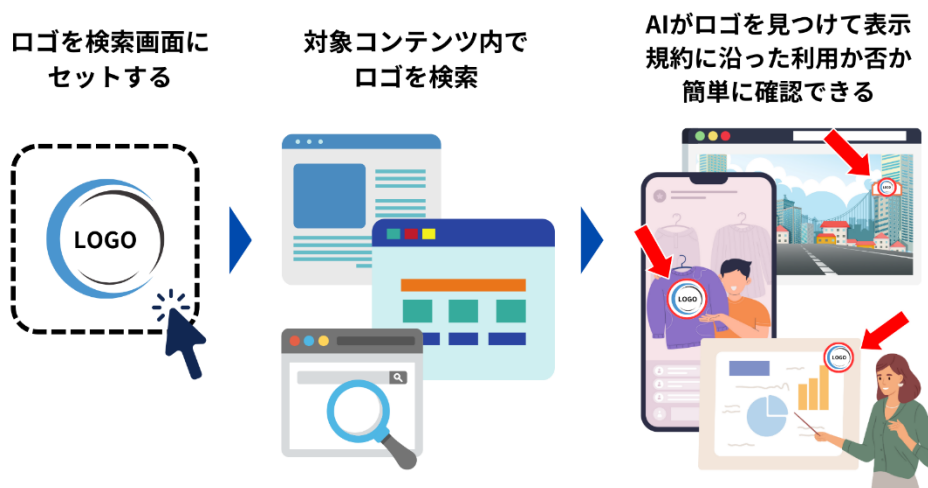 ロゴを検索画面に
セットする
対象コンテンツ内で
ロゴを検索
AIがロゴを見つけて表示
規約に沿った利用か否か
簡単に確認できる
LOGO
LOGO
LOGO
LOGO